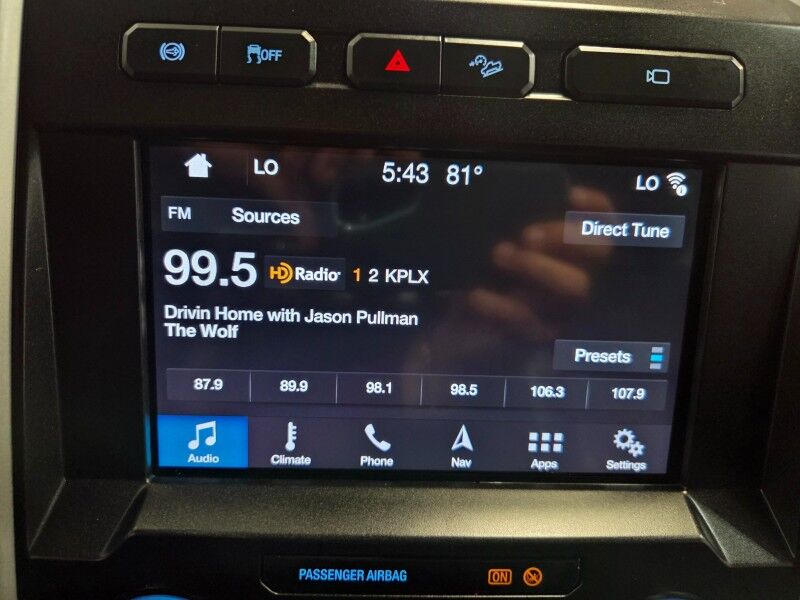 OFF
LO 5:43 81° LO
FM Sources Direct Tune
99.5 HD Radio 1 2 KPLX
Drivin Home with Jason Pullman
The Wolf
Presets
87.9 89.9 98.1 98.5 106.3 107.9
Audio Climate Phone Nav Apps Settings
PASSENGER AIRBAG ON